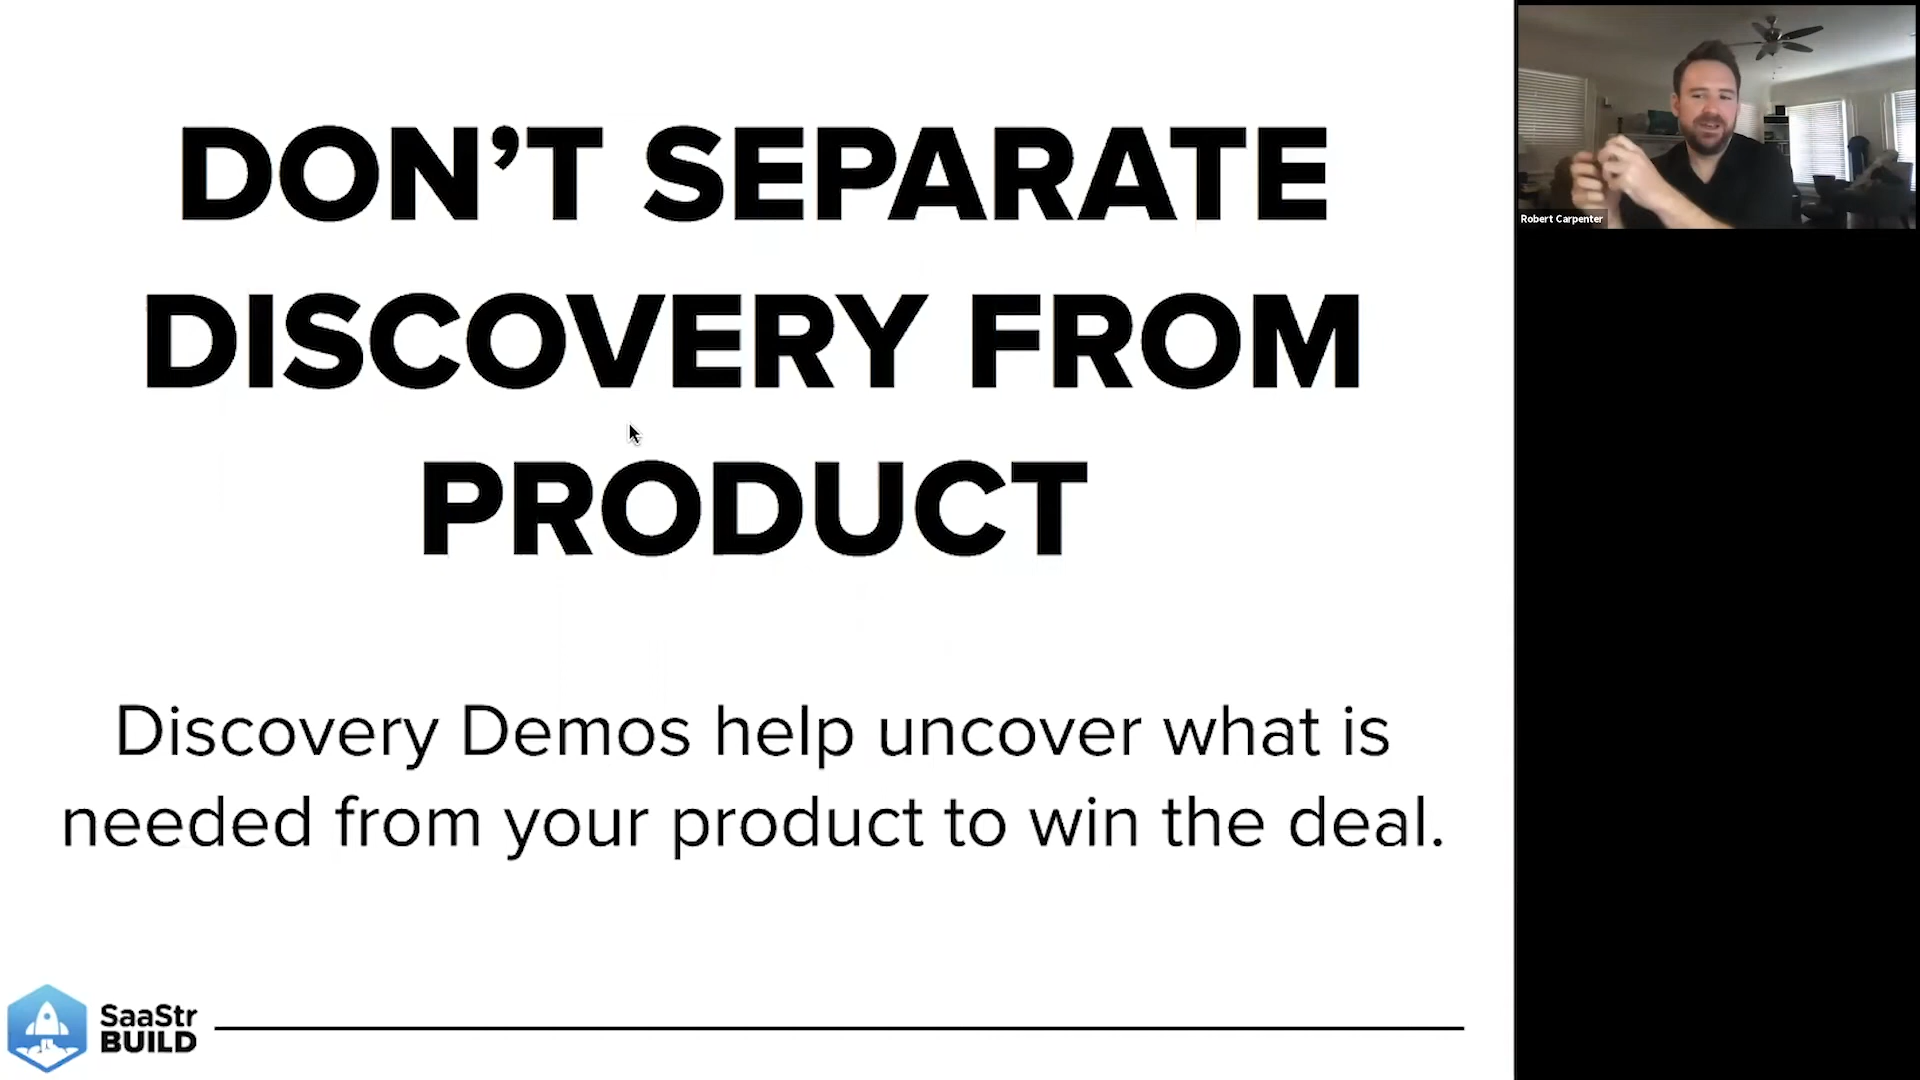 DON’T SEPARATE
DISCOVERY FROM
PRODUCT
Discovery Demos help uncover what is
needed from your product to win the deal.
SaaStr
BUILD
Robert Carpenter